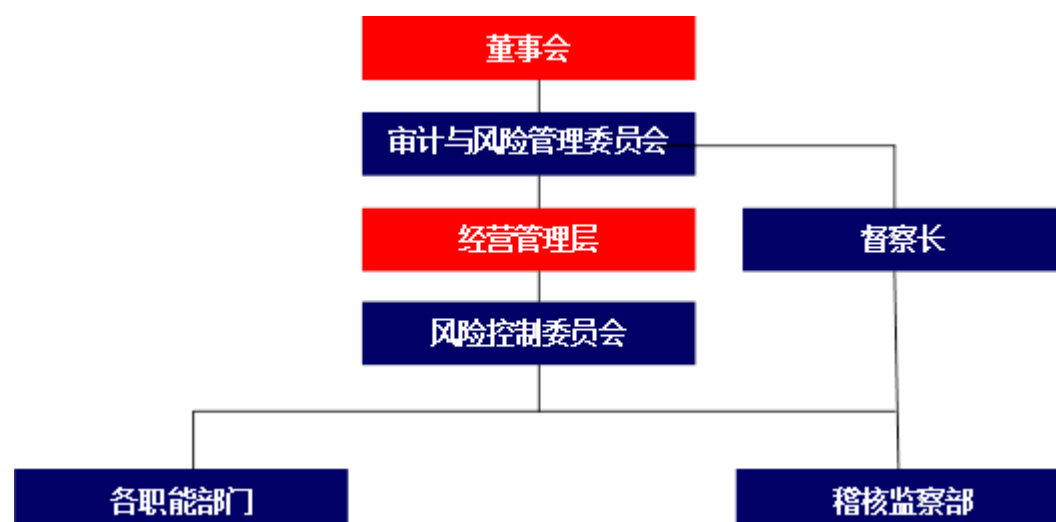 董事会
审计与风险管理委员会
经营管理层
督察长
风险控制委员会
各职能部门
稽核监察部